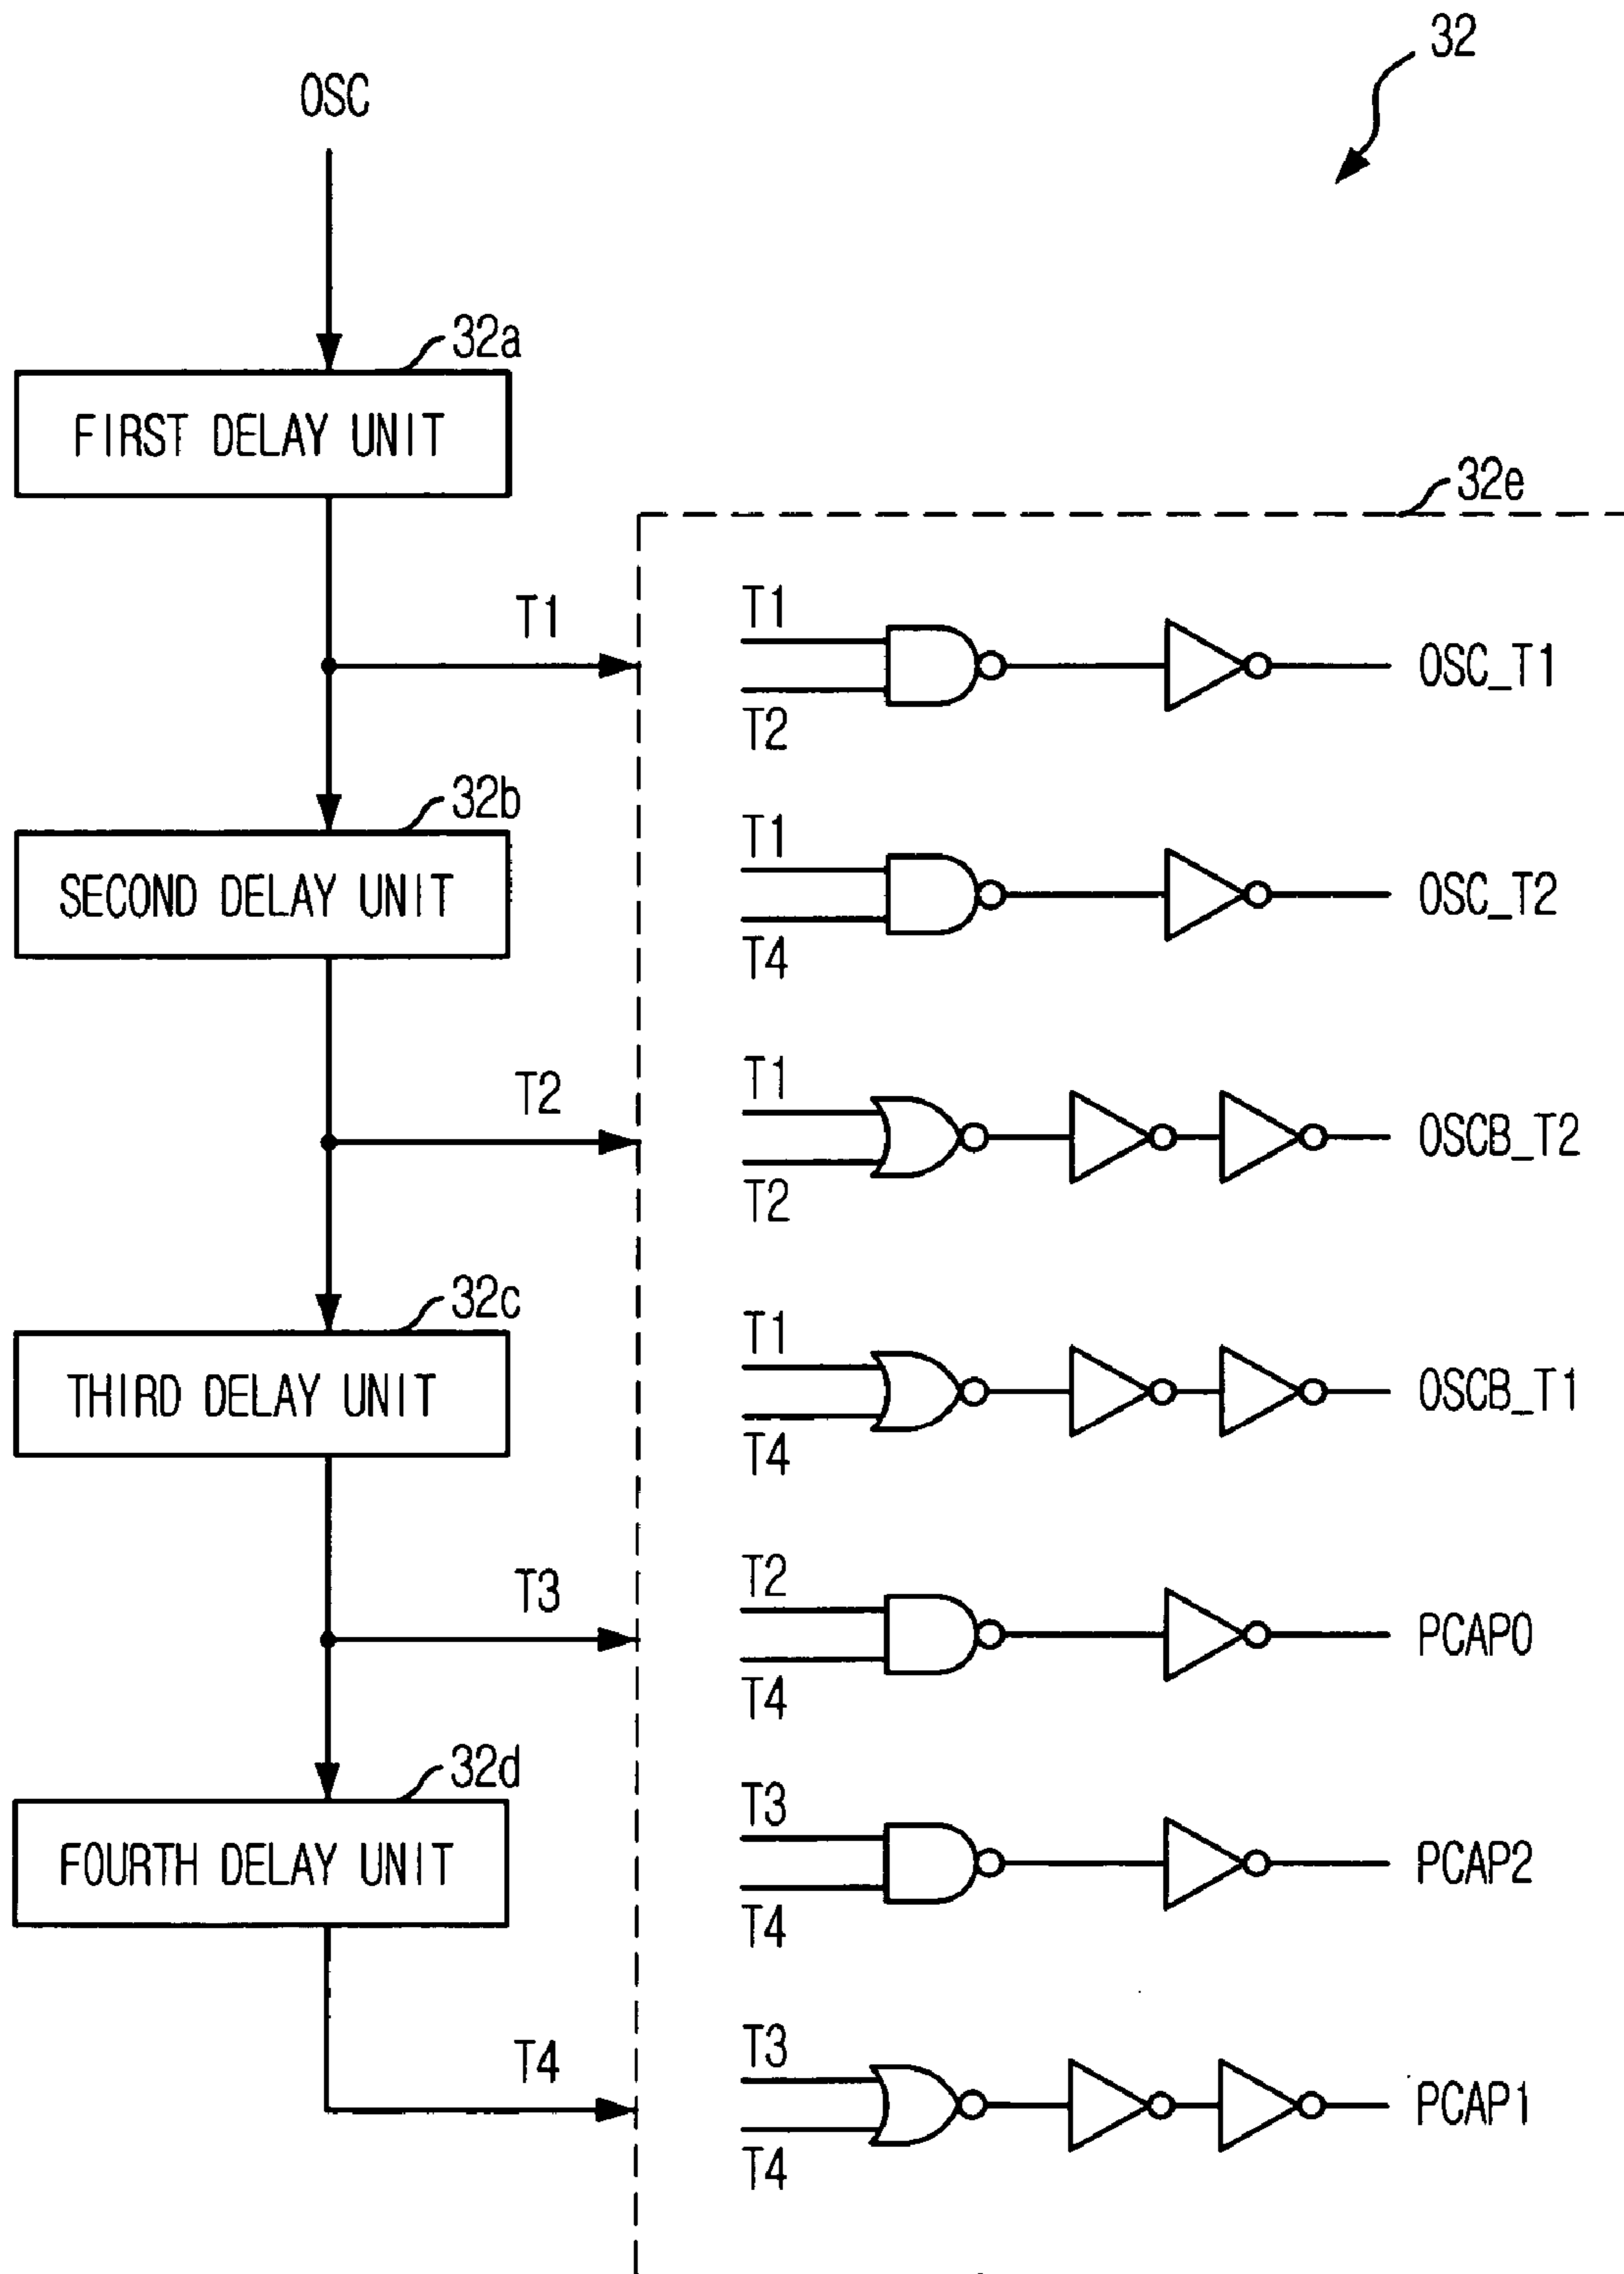 32
OSC
32a
FIRST DELAY UNIT
32e
T1
T1
T2
OSC_T1
32b
SECOND DELAY UNIT
T1
T4
OSC_T2
T2
T1
T2
OSCB_T2
32c
THIRD DELAY UNIT
T1
T4
OSCB_T1
T3
T2
T4
PCAP0
32d
FOURTH DELAY UNIT
T3
T4
PCAP2
T4
T3
T4
PCAP1